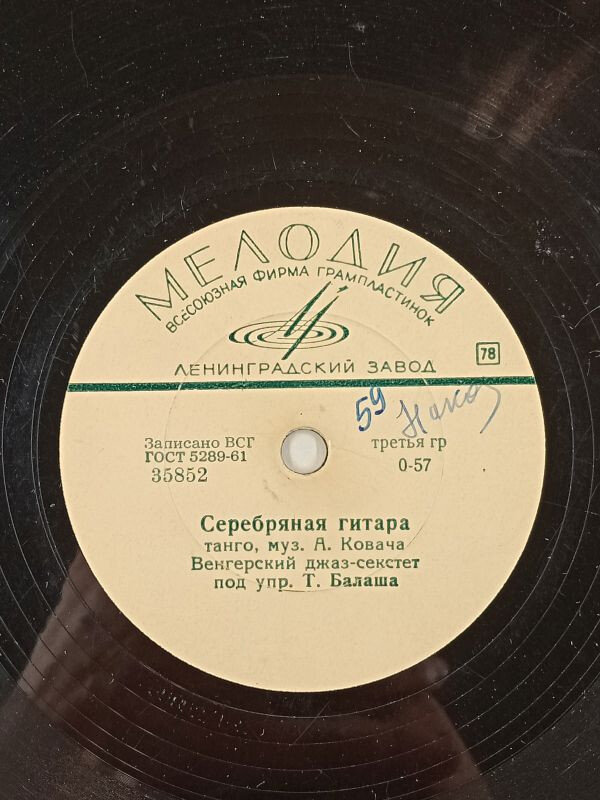 МЕЛОДИЯ
ВСЕСОЮЗНАЯ ФИРМА ГРАМПЛАСТИНОК
ЛЕНИНГРАДСКИЙ ЗАВОД
78
59
Записано ВСГ
ГОСТ 5289-61
35852
третья гр
0-57
Серебряная гитара
танго, муз. А. Ковача
Венгерский джаз-секстет
под упр. Т. Балаша